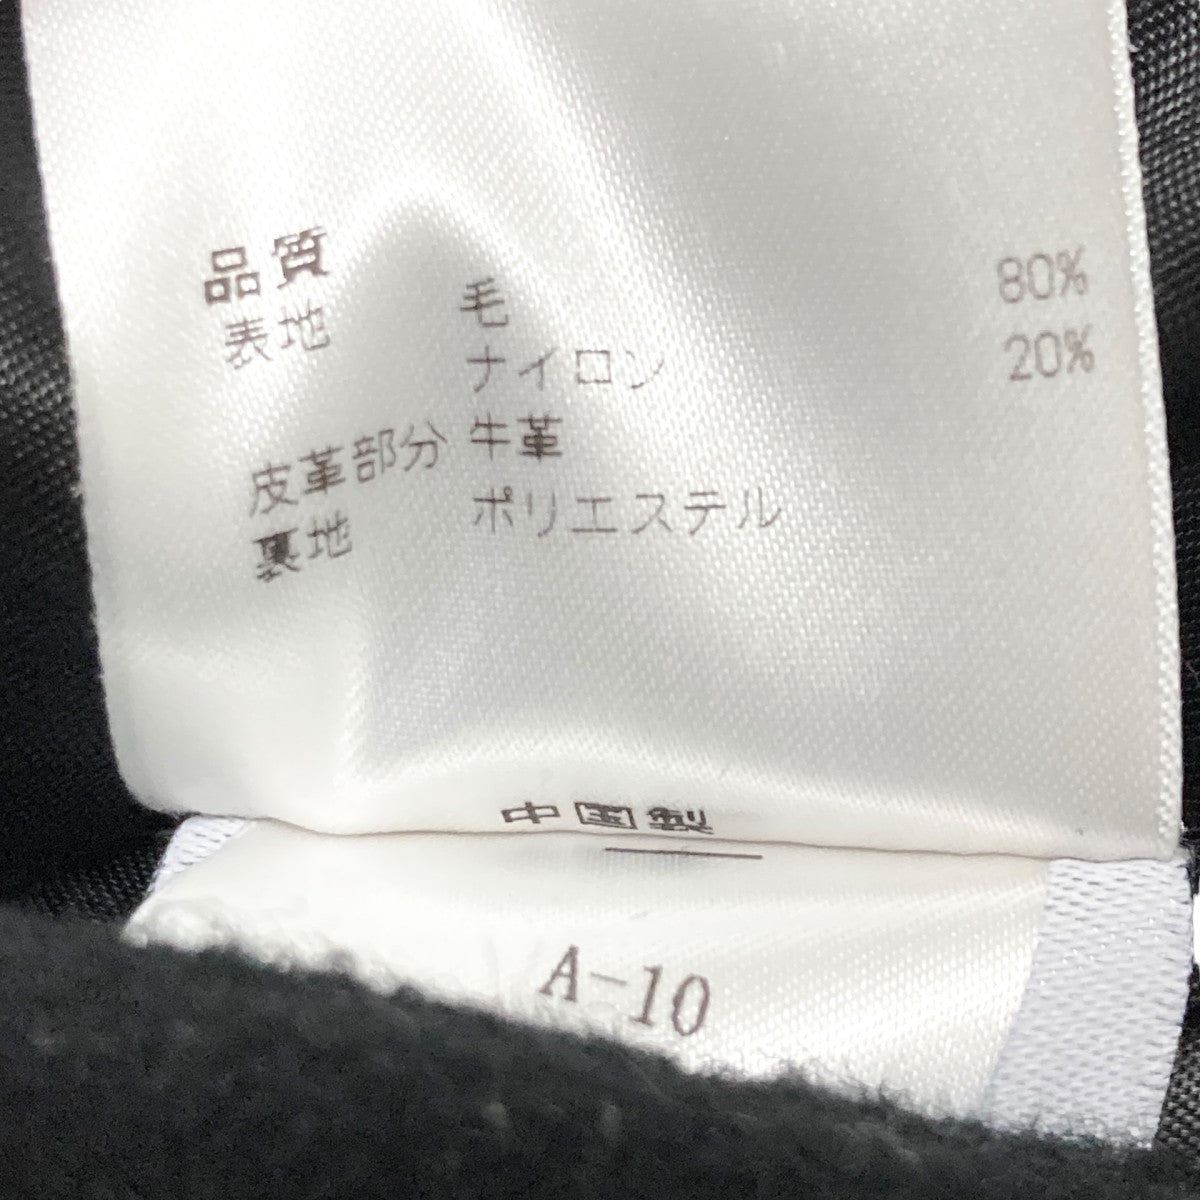 品質
表地 毛 80%
ナイロン 20%
皮革部分 牛革
裏地 ポリエステル
中国製
A-10